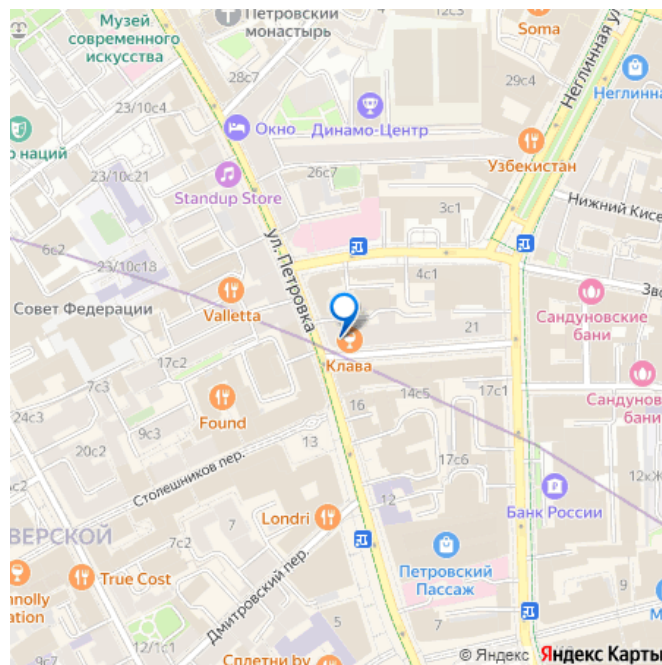 Музей
современного
искусства
Петровский
монастырь
12с3
Soma
28с7
29с4
Неглинная ул.
Неглинна
23/10с4
Окно
Динамо-Центр
Узбекистан
о наций
23/10с21
26с7
Standup Store
3с1
Нижний Кисе
6с2
23/10с18
ул. Петровка
4с1
Зво
Совет Федерации
Valletta
21
Сандуновские
бани
17с2
Клава
7с3
14с5
17с1
Сандунов
бани
24с3
Found
16
9с3
13
20с2
17с6
Столешников пер.
12
12кЖ
Банк России
Londri
7
ВЕРСКОЙ
7с2
Петровский
Пассаж
True Cost
Дмитровский пер.
9
nnolly
ation
М
12/1с1
Сплетни by
7
6
5
© Яндекс Яндекс Карты